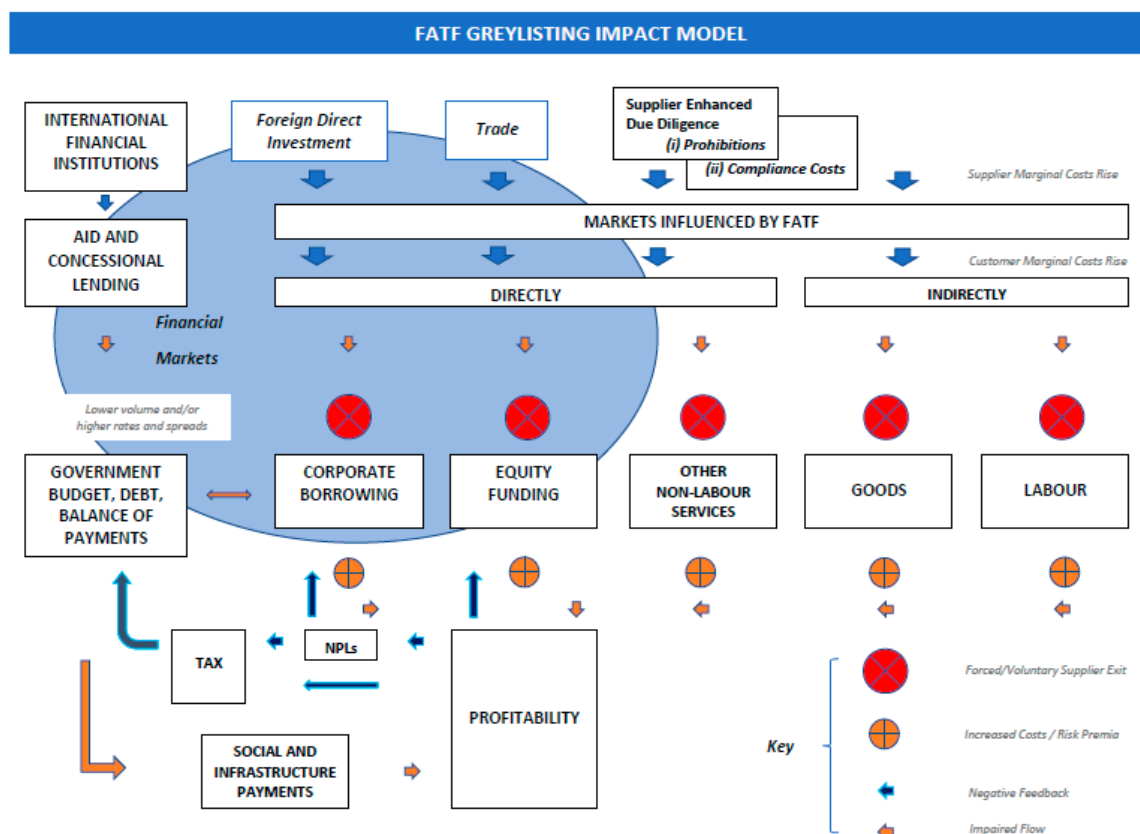 FATF GREYLISTING IMPACT MODEL
INTERNATIONAL
FINANCIAL
INSTITUTIONS
Foreign Direct
Investment
Trade
Supplier Enhanced
Due Diligence
(i) Prohibitions
(ii) Compliance Costs
Supplier Marginal Costs Rise
MARKETS INFLUENCED BY FATF
AID AND
CONCESSIONAL
LENDING
Customer Marginal Costs Rise
DIRECTLY
INDIRECTLY
Financial
Markets
Lower volume and/or
higher rates and spreads
GOVERNMENT
BUDGET, DEBT,
BALANCE OF
PAYMENTS
CORPORATE
BORROWING
EQUITY
FUNDING
OTHER
NON-LABOUR
SERVICES
GOODS
LABOUR
TAX
NPLs
PROFITABILITY
SOCIAL AND
INFRASTRUCTURE
PAYMENTS
Key
Forced/Voluntary Supplier Exit
Increased Costs / Risk Premia
Negative Feedback
Impaired Flow